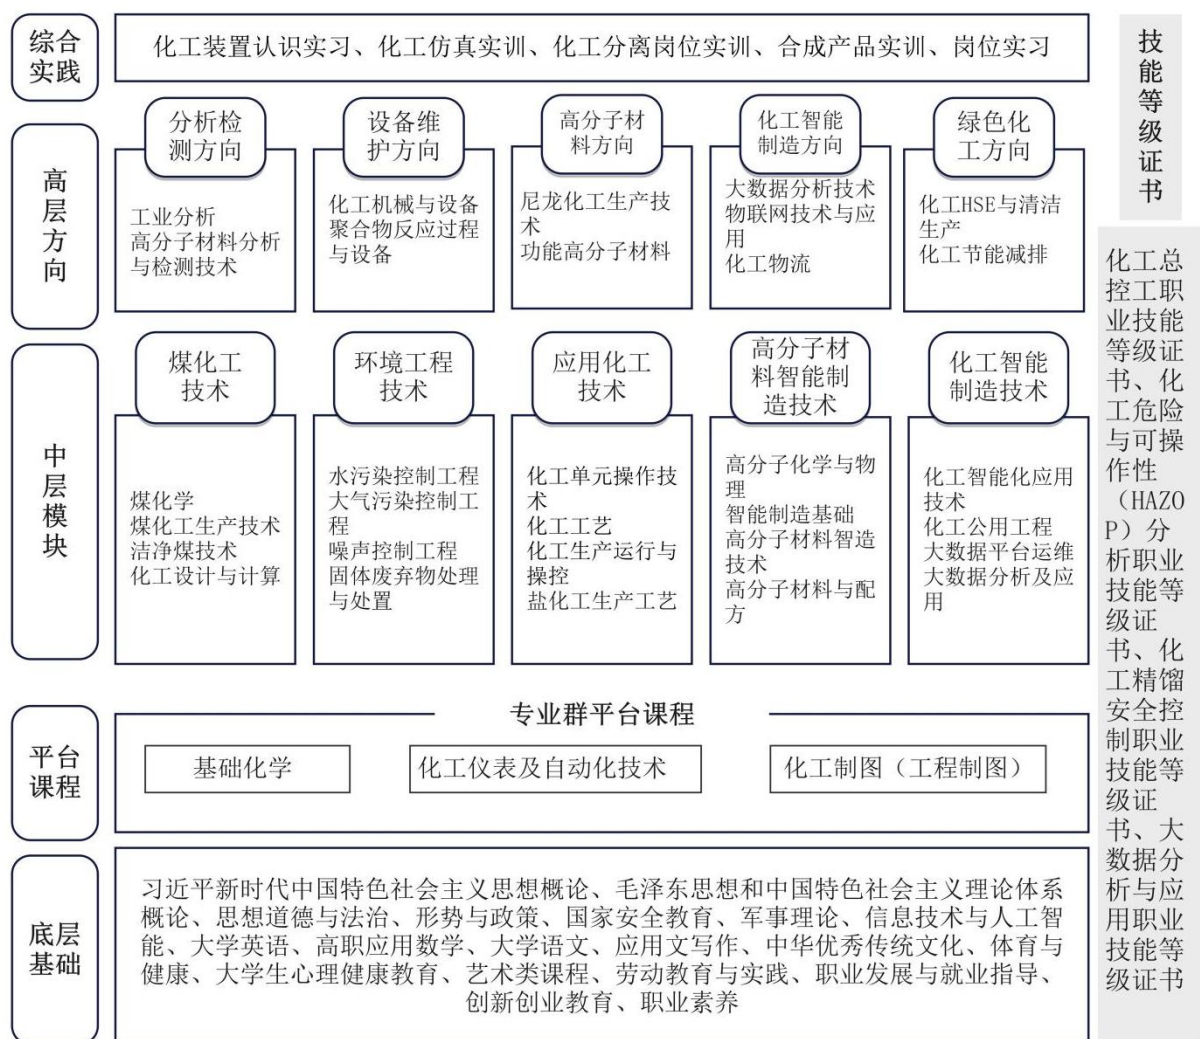 综合
实践
化工装置认识实习、化工仿真实训、化工分离岗位实训、合成产品实训、岗位实习
高
层
方
向
分析检
测方向
工业分析
高分子材料分析
与检测技术
设备维
护方向
化工机械与设备
聚合物反应过程
与设备
高分子材
料方向
尼龙化工生产技
术
功能高分子材料
化工智能
制造方向
大数据分析技术
物联网技术与应
用
化工物流
绿色化
工方向
化工HSE与清洁
生产
化工节能减排
中
层
模
块
煤化工
技术
煤化学
煤化工生产技术
洁净煤技术
化工设计与计算
环境工程
技术
水污染控制工程
大气污染控制工
程
噪声控制工程
固体废弃物处理
与处置
应用化工
技术
化工单元操作技
术
化工工艺
化工生产运行与
操控
盐化工生产工艺
高分子材
料智能制
造技术
高分子化学与物
理
智能制造基础
高分子材料智造
技术
高分子材料与配
方
化工智能
制造技术
化工智能化应用
技术
化工公用工程
大数据平台运维
大数据分析及应
用
平台
课程
专业群平台课程
基础化学
化工仪表及自动化技术
化工制图（工程制图）
底层
基础
习近平新时代中国特色社会主义思想概论、毛泽东思想和中国特色社会主义理论体系
概论、思想道德与法治、形势与政策、国家安全教育、军事理论、信息技术与人工智
能、大学英语、高职应用数学、大学语文、应用文写作、中华优秀传统文化、体育与
健康、大学生心理健康教育、艺术类课程、劳动教育与实践、职业发展与就业指导、
创新创业教育、职业素养
技
能
等
级
证
书
化工总
控工职
业技能
等级证
书、化
工危险
与可操
作性
（HAZO
P）分
析职业
技能等
级证
书、化
工精馏
安全控
制职业
技能等
级证
书、大
数据分
析与应
用职业
技能等
级证书